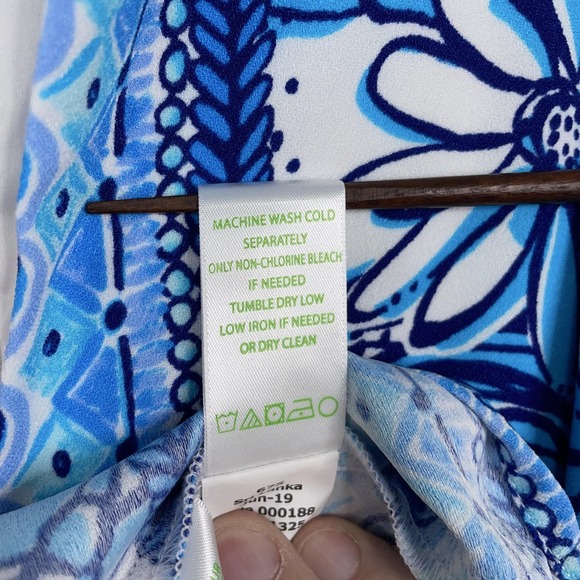 MACHINE WASH COLD
SEPARATELY
ONLY NON-CHLORINE BLEACH
IF NEEDED
TUMBLE DRY LOW
LOW IRON IF NEEDED
OR DRY CLEAN
000188